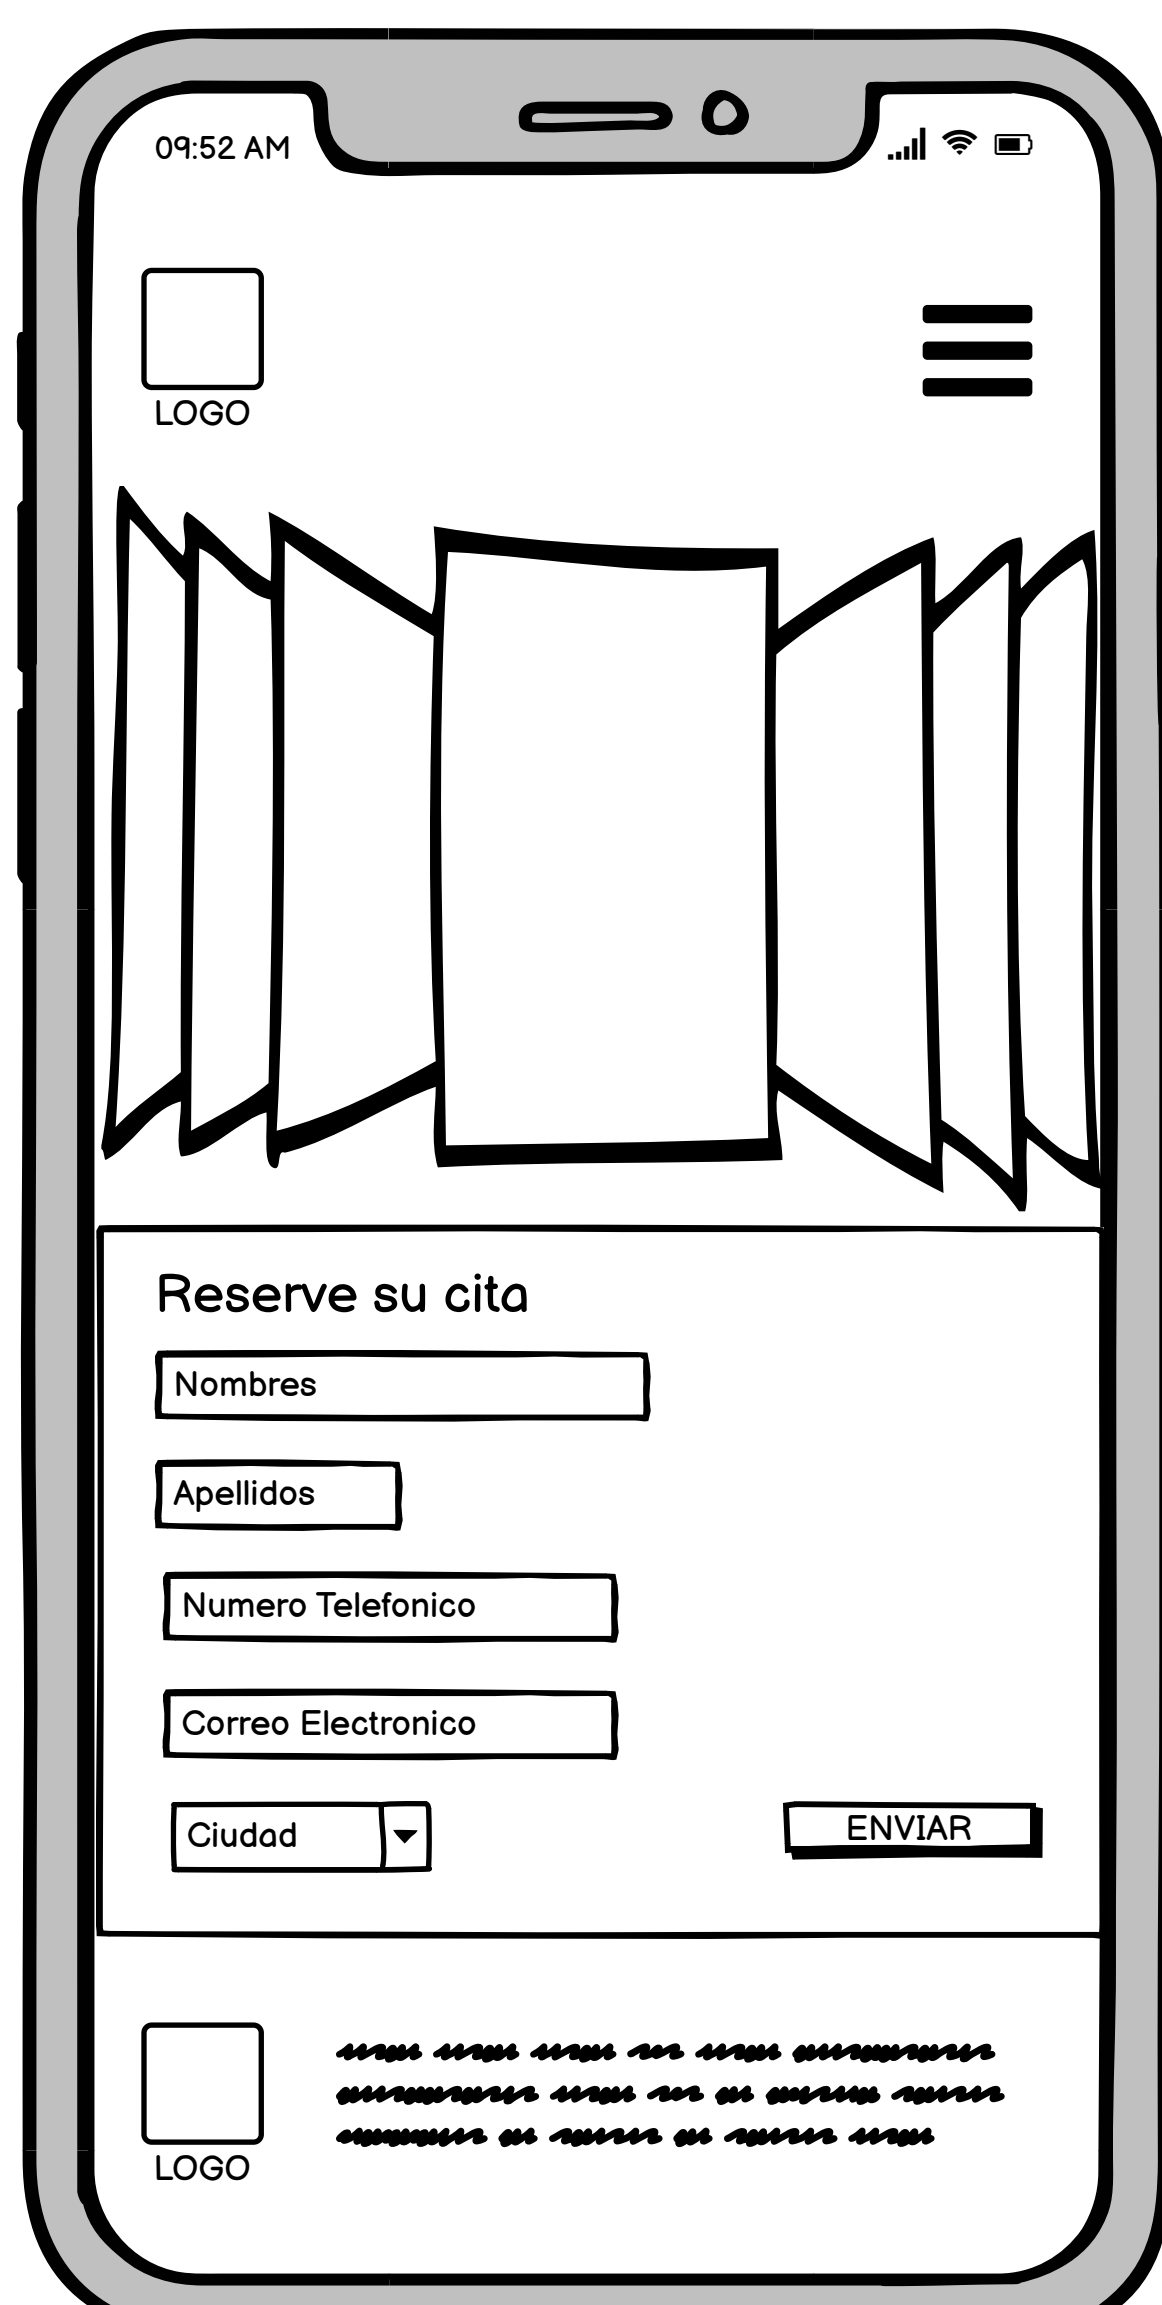 09:52 AM
LOGO
Reserve su cita
Nombres
Apellidos
Numero Telefonico
Correo Electronico
Ciudad
ENVIAR
LOGO